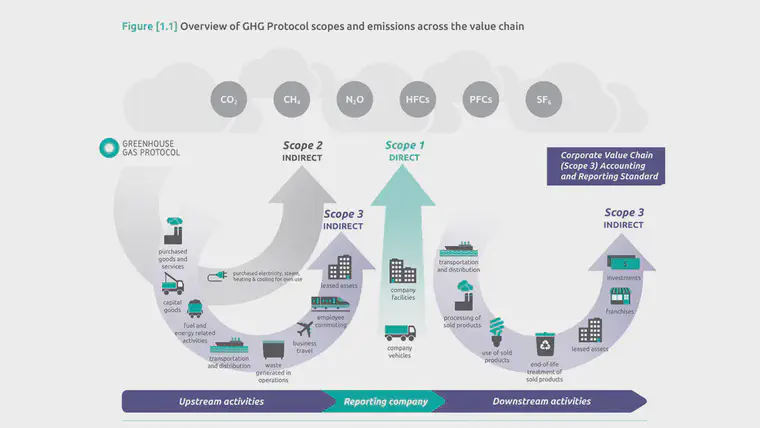 Figure [1.1] Overview of GHG Protocol scopes and emissions across the value chain
CO₂
CH₄
N₂O
HFCs
PFCs
SF₆
GREENHOUSE
GAS PROTOCOL
Scope 2
INDIRECT
Scope 1
DIRECT
Corporate Value Chain
(Scope 3) Accounting
and Reporting Standard
Scope 3
INDIRECT
Scope 3
INDIRECT
purchased
goods and
services
capital
goods
fuel and
energy related
activities
transportation
and distribution
waste
generated in
operations
business
travel
employee
commuting
leased assets
purchased electricity, steam,
heating & cooling for own use
company
facilities
company
vehicles
transportation
and distribution
processing of
sold products
use of sold
products
end-of-life
treatment of
sold products
leased assets
franchises
$
investments
Upstream activities
Reporting company
Downstream activities